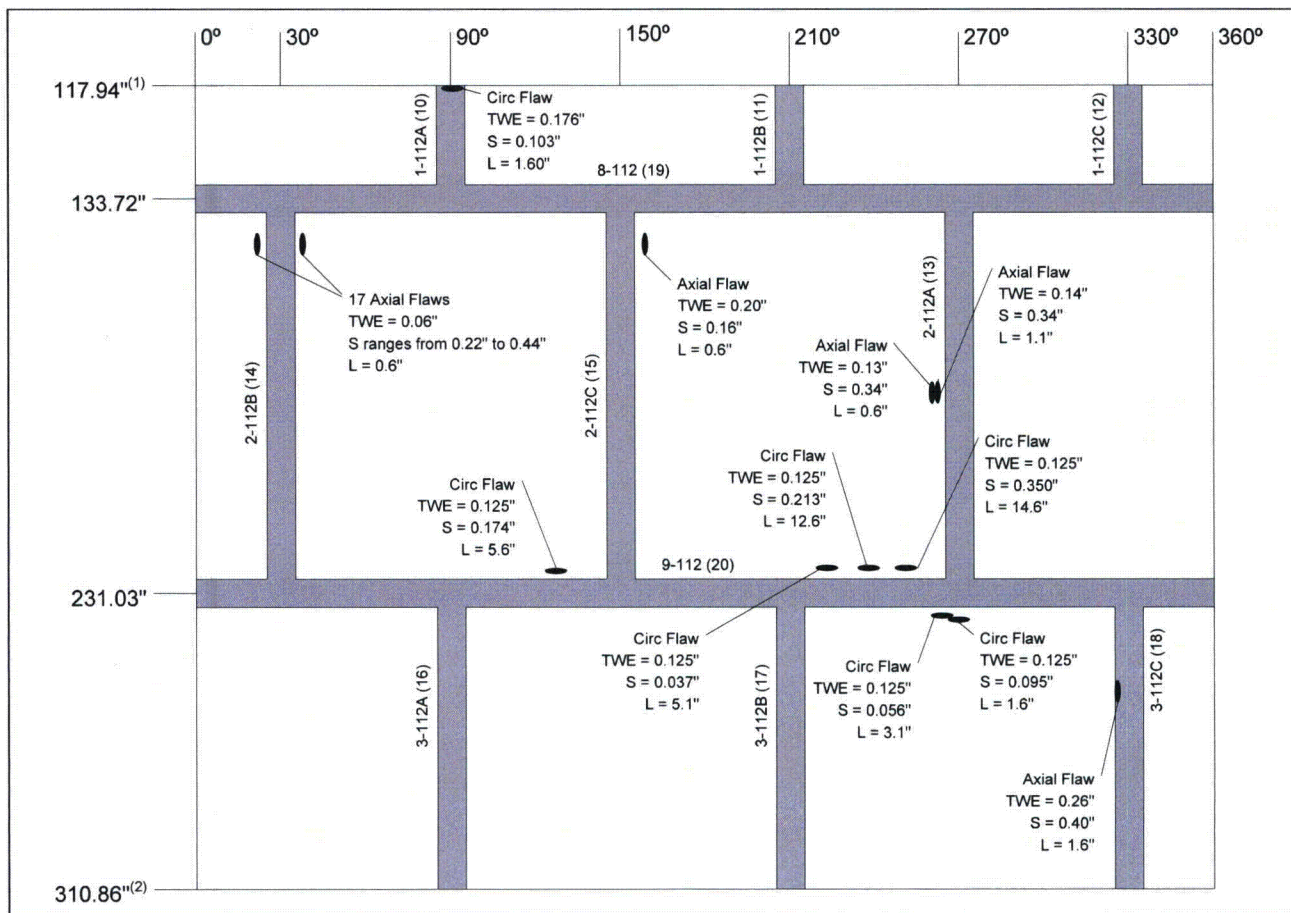 0º 30º 90º 150º 210º 270º 330º 360º
117.94"(1)
133.72"
231.03"
310.86"(2)
1-112A (10)
Circ Flaw
TWE = 0.176"
S = 0.103"
L = 1.60"
1-112B (11)
1-112C (12)
8-112 (19)
17 Axial Flaws
TWE = 0.06"
S ranges from 0.22" to 0.44"
L = 0.6"
2-112B (14)
2-112C (15)
Axial Flaw
TWE = 0.20"
S = 0.16"
L = 0.6"
2-112A (13)
Axial Flaw
TWE = 0.14"
S = 0.34"
L = 1.1"
Axial Flaw
TWE = 0.13"
S = 0.34"
L = 0.6"
Circ Flaw
TWE = 0.125"
S = 0.174"
L = 5.6"
Circ Flaw
TWE = 0.125"
S = 0.213"
L = 12.6"
Circ Flaw
TWE = 0.125"
S = 0.350"
L = 14.6"
9-112 (20)
3-112A (16)
Circ Flaw
TWE = 0.125"
S = 0.037"
L = 5.1"
3-112B (17)
Circ Flaw
TWE = 0.125"
S = 0.056"
L = 3.1"
Circ Flaw
TWE = 0.125"
S = 0.095"
L = 1.6"
3-112C (18)
Axial Flaw
TWE = 0.26"
S = 0.40"
L = 1.6"